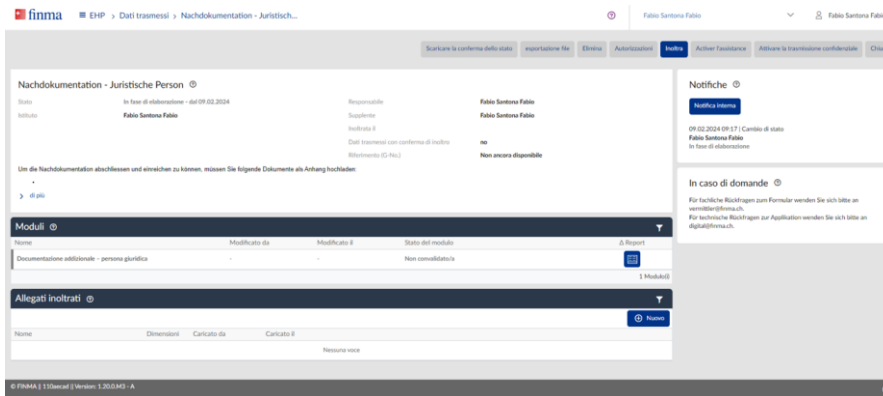 finma EHP > Dati trasmessi > Nachdokumentation - Juristisch... Fabio Santona Fabio Fabio Santona Fabi
Scaricare la conferma dello stato esportazione file Elimina Autorizzazioni Inoltra Activer l'assistance Attivare la trasmissione confidenziale Chiu
Nachdokumentation - Juristische Person
Stato In fase di elaborazione - dal 09.02.2024 Responsabile Fabio Santona Fabio
Istituto Fabio Santona Fabio Supplente Fabio Santona Fabio
Inoltrata il
Dati trasmessi con conferma di inoltro no
Riferimento (G-No.) Non ancora disponibile
Um die Nachdokumentation abschliessen und einreichen zu können, müssen Sie folgende Dokumente als Anhang hochladen:
•
> di più
Notifiche
Notifica interna
09.02.2024 09:17 | Cambio di stato
Fabio Santona Fabio
In fase di elaborazione
In caso di domande
Für fachliche Rückfragen zum Formular wenden Sie sich bitte an
vermittler@finma.ch.
Für technische Rückfragen zur Applikation wenden Sie sich bitte an
digital@finma.ch.
Moduli
Nome Modificato da Modificato il Stato del modulo Δ Report
Documentazione addizionale – persona giuridica - - Non convalidato/a
1 Modulo(i)
Allegati inoltrati
Nuovo
Nome Dimensioni Caricato da Caricato il
Nessuna voce
© FINMA || 110aecad || Version: 1.20.0.M3 - A